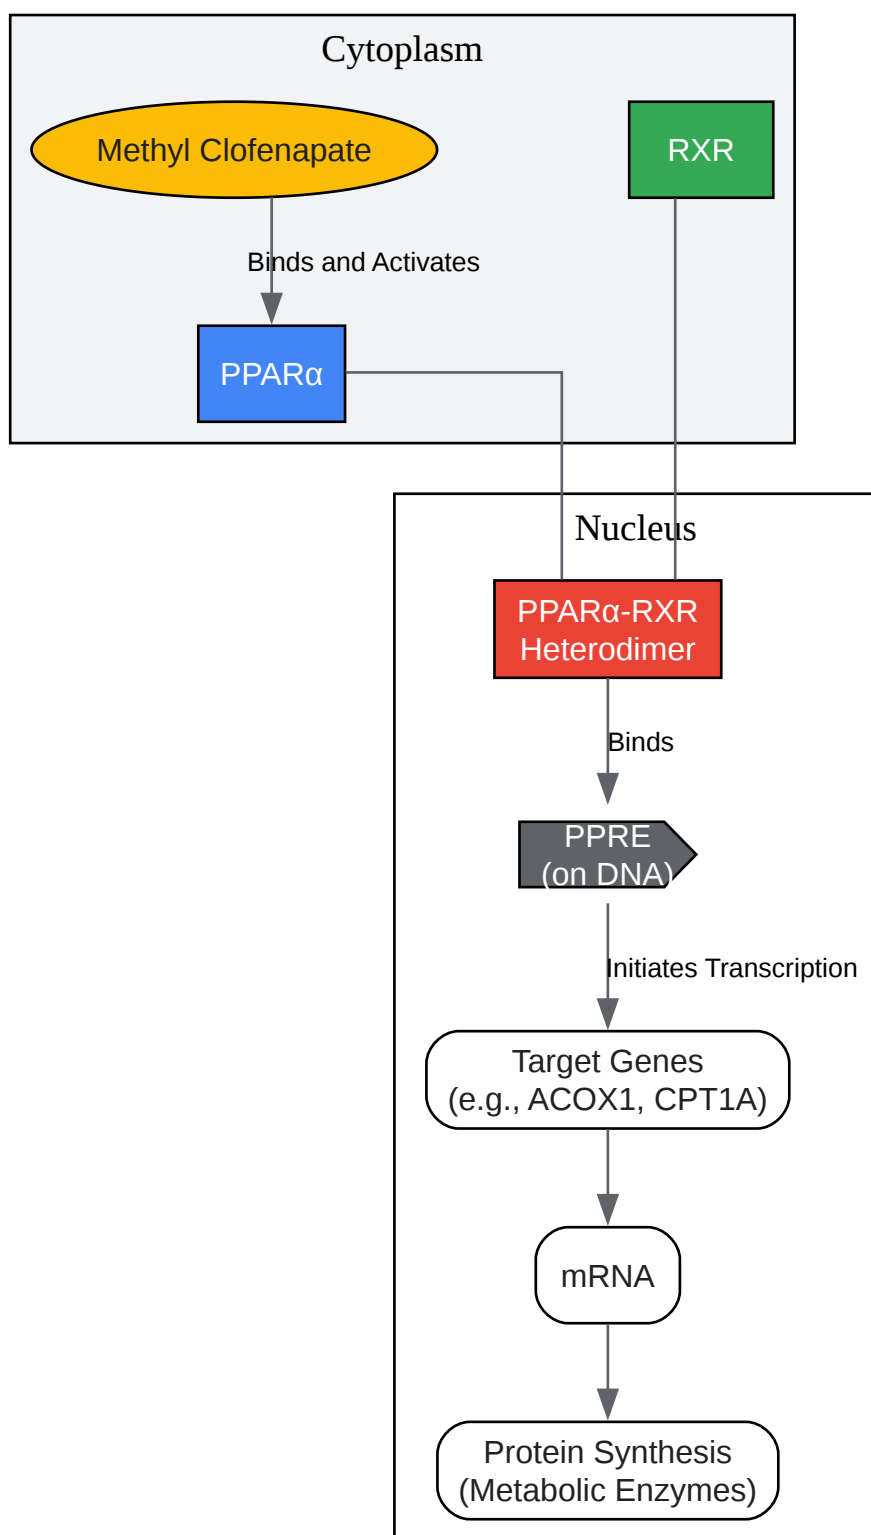 Cytoplasm
Methyl Clofenapate
RXR
Binds and Activates
PPARα
Nucleus
PPARα-RXR
Heterodimer
Binds
PPRE
(on DNA)
Initiates Transcription
Target Genes
(e.g., ACOX1, CPT1A)
mRNA
Protein Synthesis
(Metabolic Enzymes)